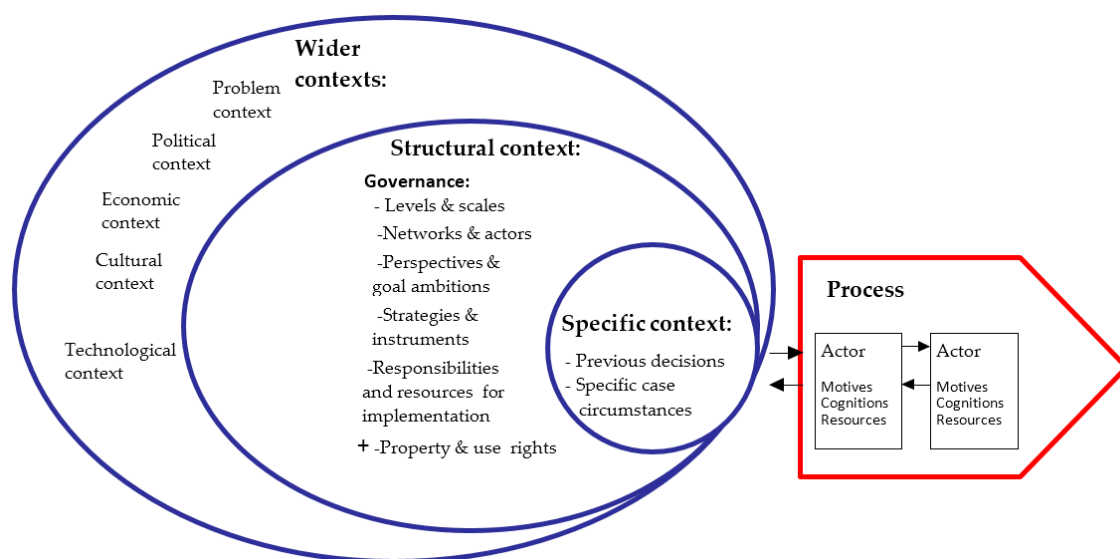 Wider
contexts:
Problem
context
Political
context
Economic
context
Cultural
context
Technological
context
Structural context:
Governance:
- Levels & scales
-Networks & actors
-Perspectives &
goal ambitions
-Strategies &
instruments
-Responsibilities
and resources for
implementation
+ -Property & use rights
Specific context:
- Previous decisions
- Specific case
circumstances
Process
Actor
Motives
Cognitions
Resources
Actor
Motives
Cognitions
Resources